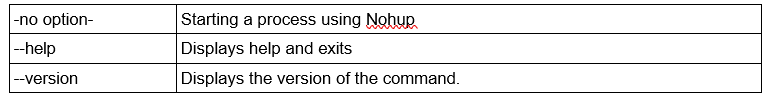 -no option- Starting a process using Nohup
--help Displays help and exits
--version Displays the version of the command.